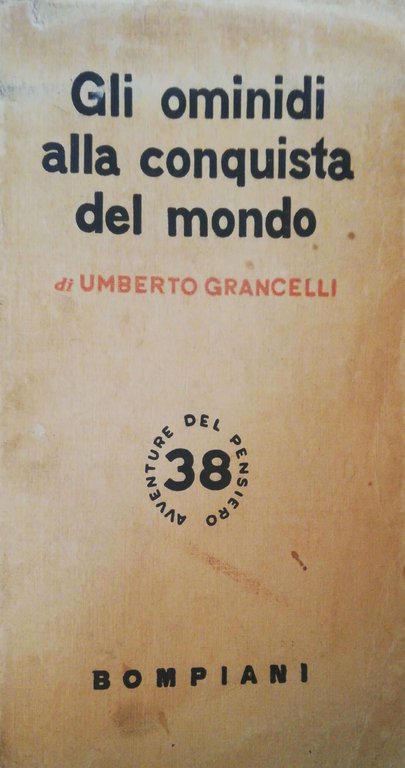 Gli ominidi
alla conquista
del mondo
di UMBERTO GRANCELLI
AVVENTURE DEL PENSIERO
38
BOMPIANI